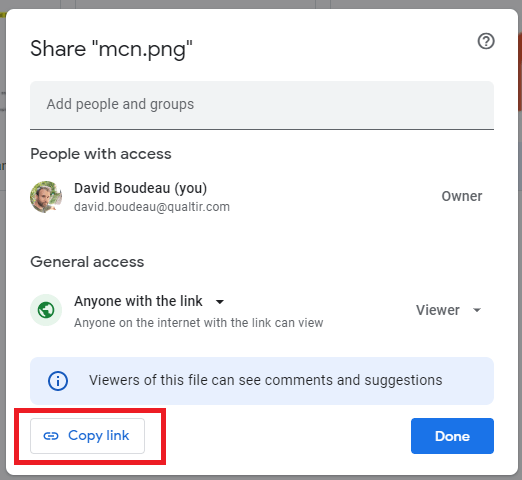 Share "mcn.png"
Add people and groups
People with access
David Boudeau (you)
david.boudeau@qualtir.com
Owner
General access
Anyone with the link
Anyone on the internet with the link can view
Viewer
Viewers of this file can see comments and suggestions
Copy link
Done